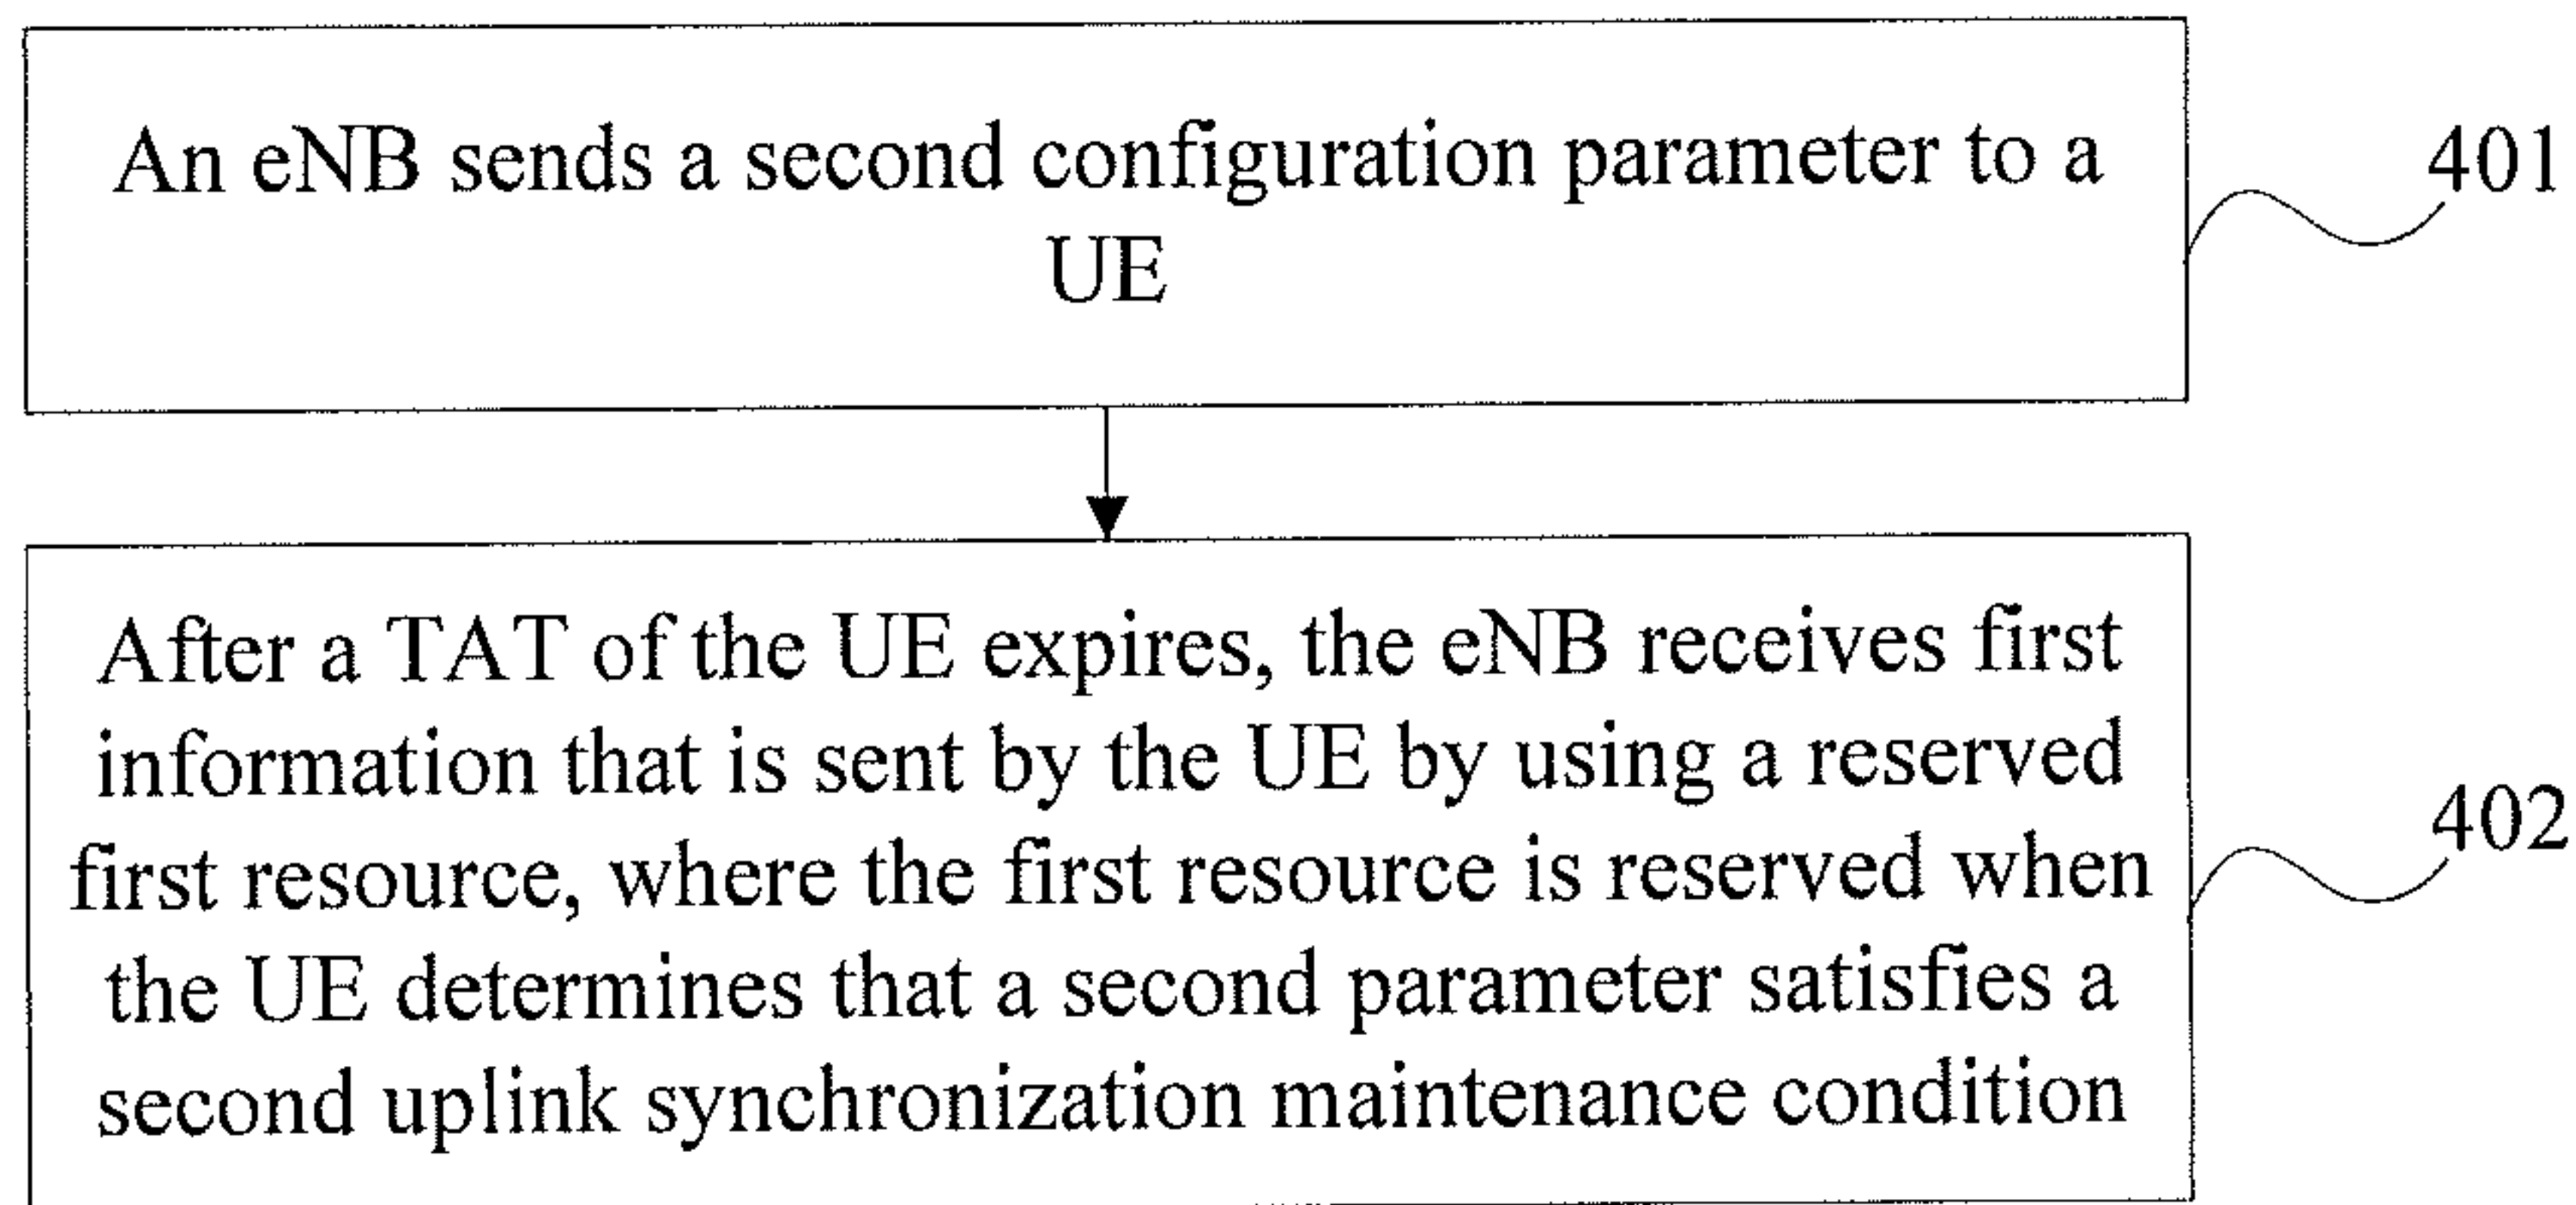 An eNB sends a second configuration parameter to a
UE
401
After a TAT of the UE expires, the eNB receives first
information that is sent by the UE by using a reserved
first resource, where the first resource is reserved when
the UE determines that a second parameter satisfies a
second uplink synchronization maintenance condition
402